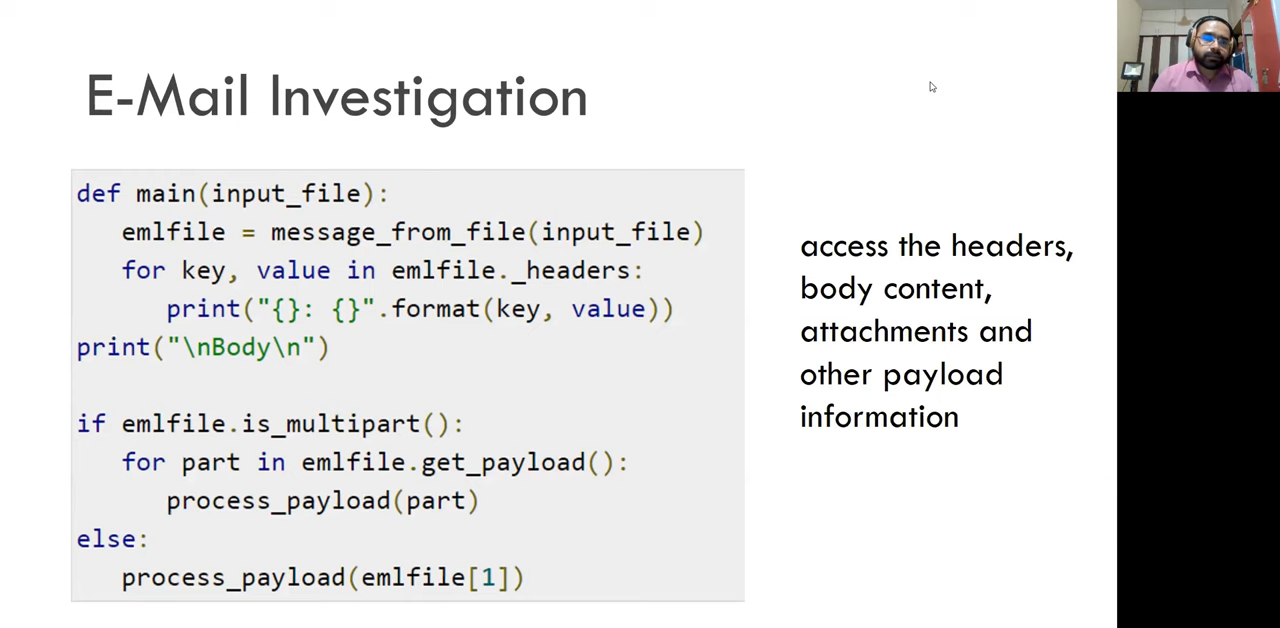 E-Mail Investigation
def main(input_file):
   emlfile = message_from_file(input_file)
   for key, value in emlfile._headers:
      print("{}: {}".format(key, value))
print("\nBody\n")

if emlfile.is_multipart():
   for part in emlfile.get_payload():
      process_payload(part)
else:
   process_payload(emlfile[1])
access the headers,
body content,
attachments and
other payload
information